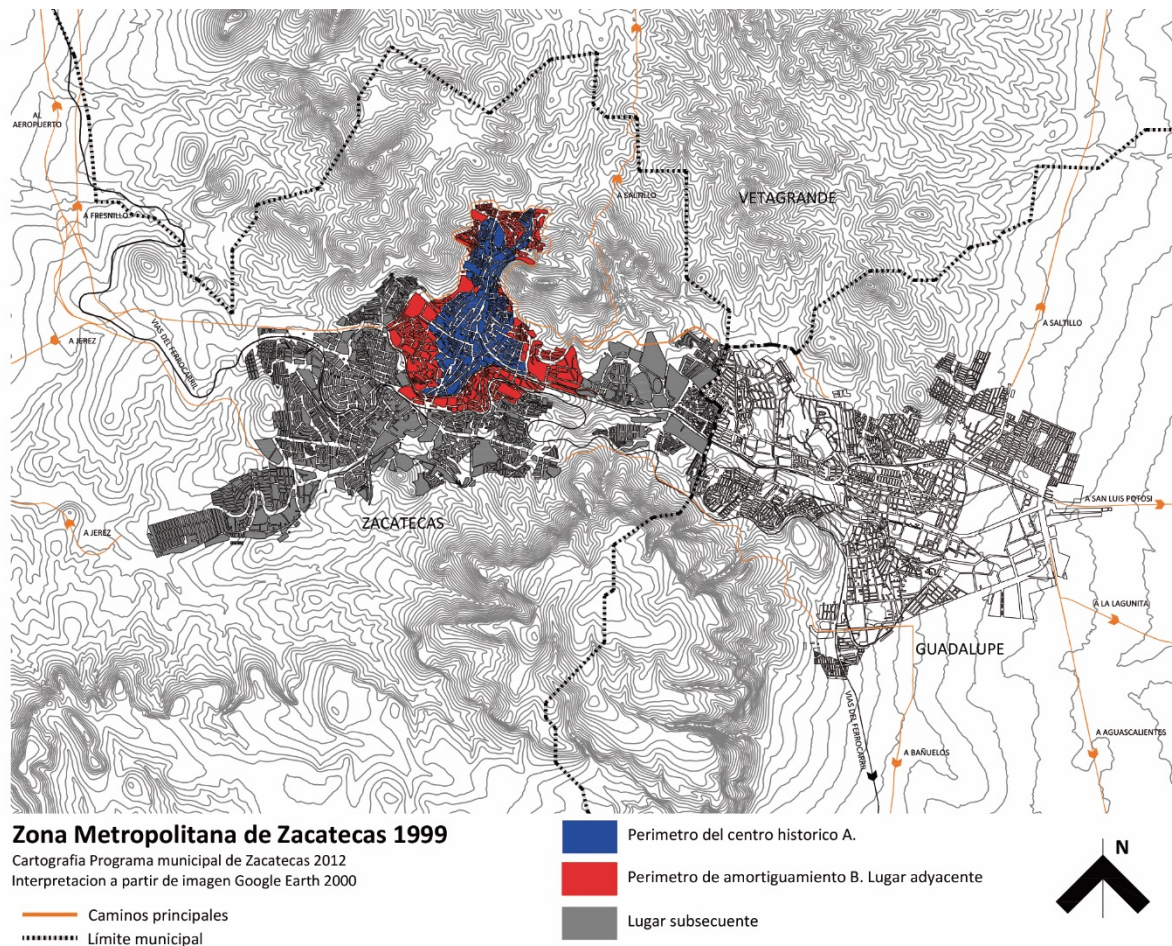 AL
AEROPUERTO
A SALTILLO
VETAGRANDE
A FRESNILLO
A SALTILLO
VIAS DEL FERROCARRIL
A JEREZ
A SAN LUIS POTOSI
ZACATECAS
A JEREZ
A LA LAGUNITA
GUADALUPE
VIAS DEL FERROCARRIL
A AGUASCALIENTES
A BAÑUELOS
Zona Metropolitana de Zacatecas 1999
Cartografia Programa municipal de Zacatecas 2012
Interpretacion a partir de imagen Google Earth 2000
Caminos principales
Límite municipal
Perimetro del centro historico A.
Perimetro de amortiguamiento B. Lugar adyacente
Lugar subsecuente
N